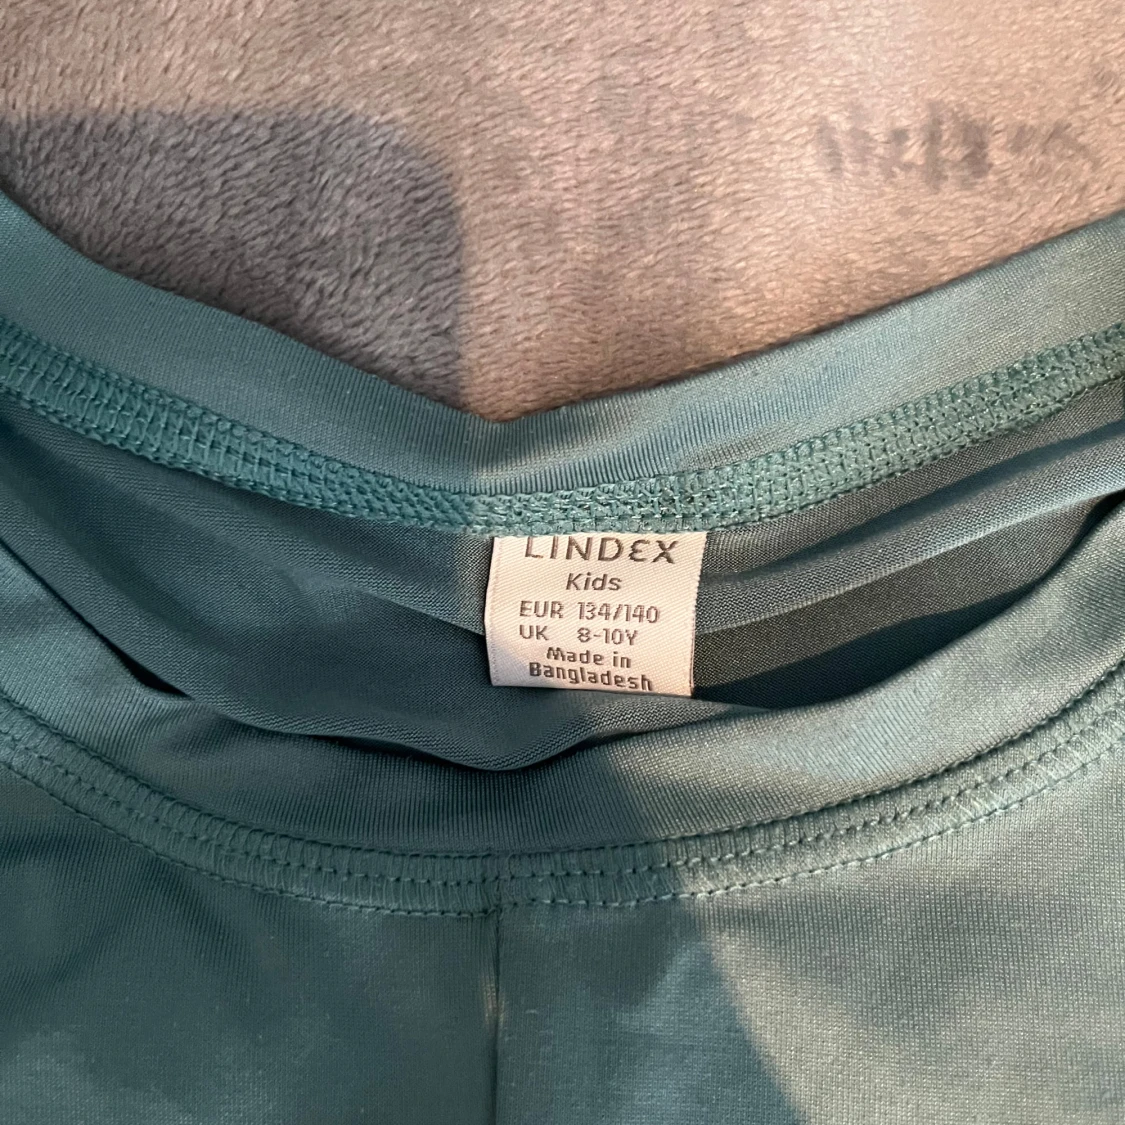 LINDEX
Kids
EUR 134/140
UK 8-10Y
Made in
Bangladesh